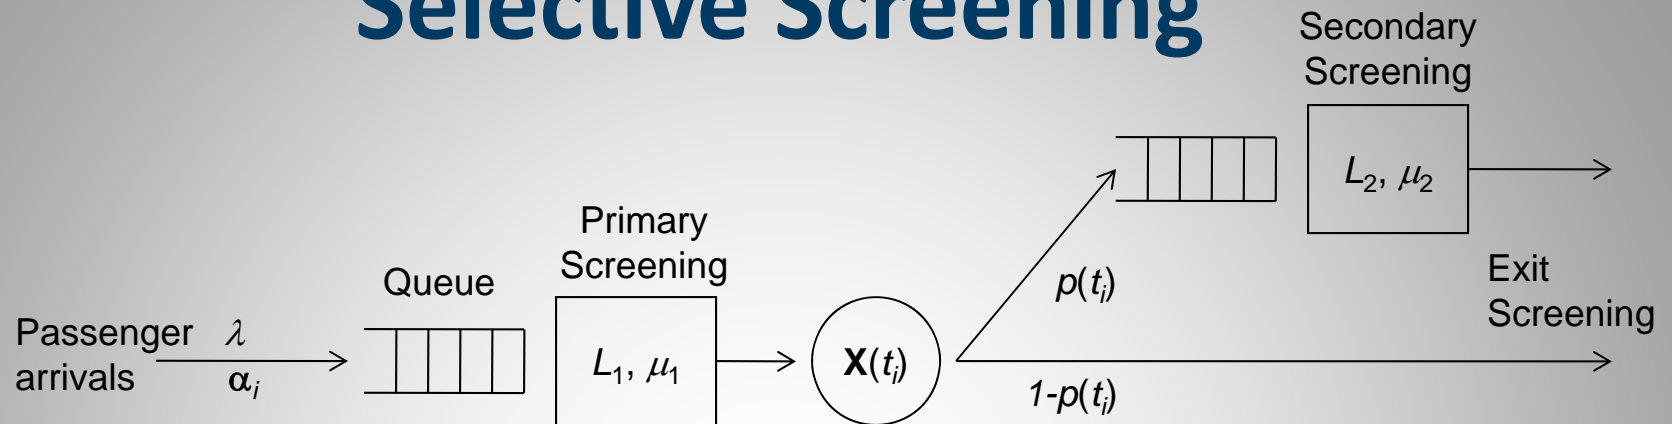 Selective Screening
Secondary
Screening
L₂, μ₂
Primary
Screening
Queue
Exit
Screening
Passenger
arrivals
λ
αᵢ
L₁, μ₁
X(tᵢ)
p(tᵢ)
1-p(tᵢ)